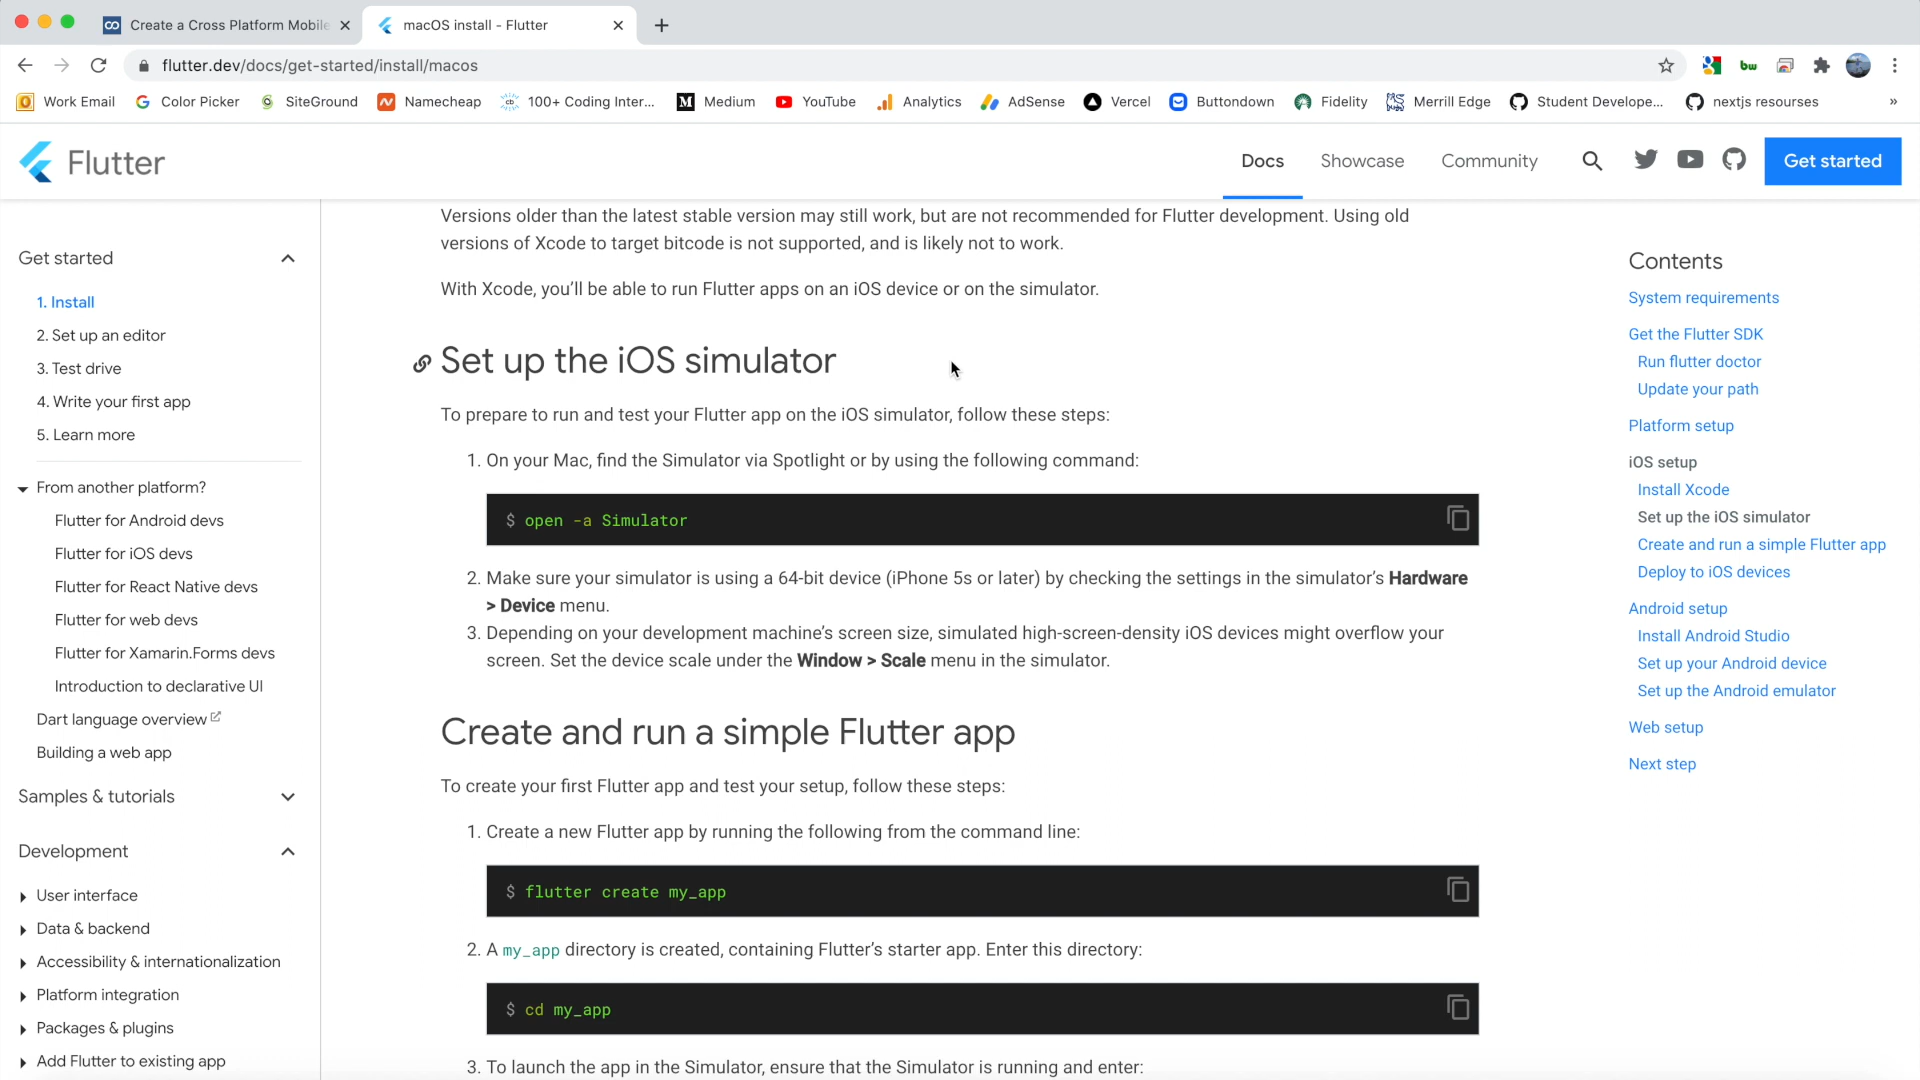 Create a Cross Platform Mobile
macOS install - Flutter
flutter.dev/docs/get-started/install/macos
bw
Work Email
Color Picker
SiteGround
Namecheap
100+ Coding Inter...
Medium
YouTube
Analytics
AdSense
Vercel
Buttondown
Fidelity
Merrill Edge
Student Develope...
nextjs resourses
»
Flutter
Docs
Showcase
Community
Get started
Get started
1. Install
2. Set up an editor
3. Test drive
4. Write your first app
5. Learn more
From another platform?
Flutter for Android devs
Flutter for iOS devs
Flutter for React Native devs
Flutter for web devs
Flutter for Xamarin.Forms devs
Introduction to declarative UI
Dart language overview
Building a web app
Samples & tutorials
Development
User interface
Data & backend
Accessibility & internationalization
Platform integration
Packages & plugins
Add Flutter to existing app
Versions older than the latest stable version may still work, but are not recommended for Flutter development. Using old
versions of Xcode to target bitcode is not supported, and is likely not to work.
With Xcode, you’ll be able to run Flutter apps on an iOS device or on the simulator.
Set up the iOS simulator
To prepare to run and test your Flutter app on the iOS simulator, follow these steps:
1. On your Mac, find the Simulator via Spotlight or by using the following command:
$ open -a Simulator
2. Make sure your simulator is using a 64-bit device (iPhone 5s or later) by checking the settings in the simulator’s Hardware
> Device menu.
3. Depending on your development machine’s screen size, simulated high-screen-density iOS devices might overflow your
screen. Set the device scale under the Window > Scale menu in the simulator.
Create and run a simple Flutter app
To create your first Flutter app and test your setup, follow these steps:
1. Create a new Flutter app by running the following from the command line:
$ flutter create my_app
2. A my_app directory is created, containing Flutter’s starter app. Enter this directory:
$ cd my_app
3. To launch the app in the Simulator, ensure that the Simulator is running and enter:
Contents
System requirements
Get the Flutter SDK
Run flutter doctor
Update your path
Platform setup
iOS setup
Install Xcode
Set up the iOS simulator
Create and run a simple Flutter app
Deploy to iOS devices
Android setup
Install Android Studio
Set up your Android device
Set up the Android emulator
Web setup
Next step